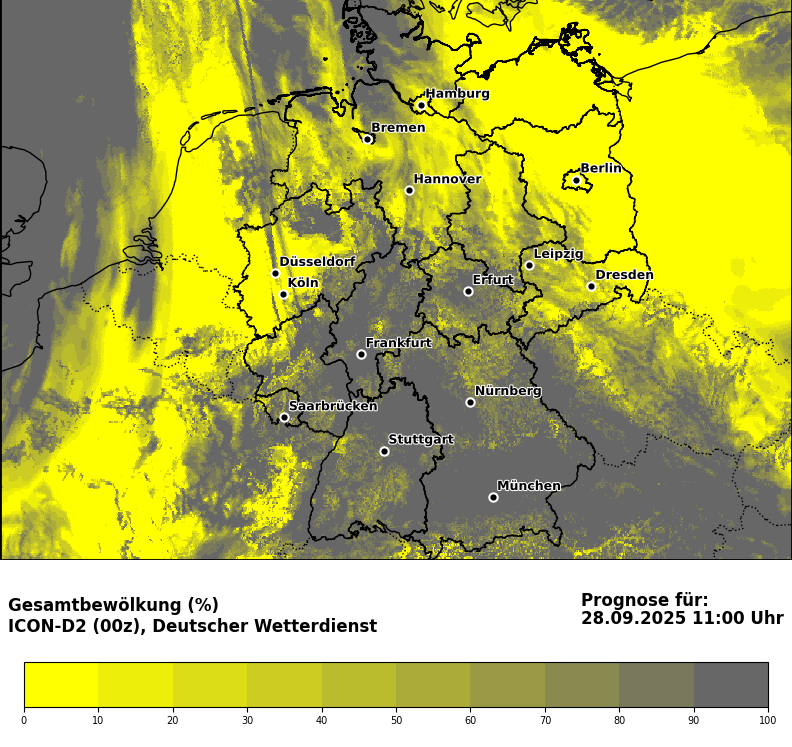 Hamburg
Bremen
Berlin
Hannover
Leipzig
Düsseldorf
Dresden
Köln
Erfurt
Frankfurt
Nürnberg
Saarbrücken
Stuttgart
München
Gesamtbewölkung (%)
ICON-D2 (00z), Deutscher Wetterdienst
Prognose für:
28.09.2025 11:00 Uhr
0 10 20 30 40 50 60 70 80 90 100